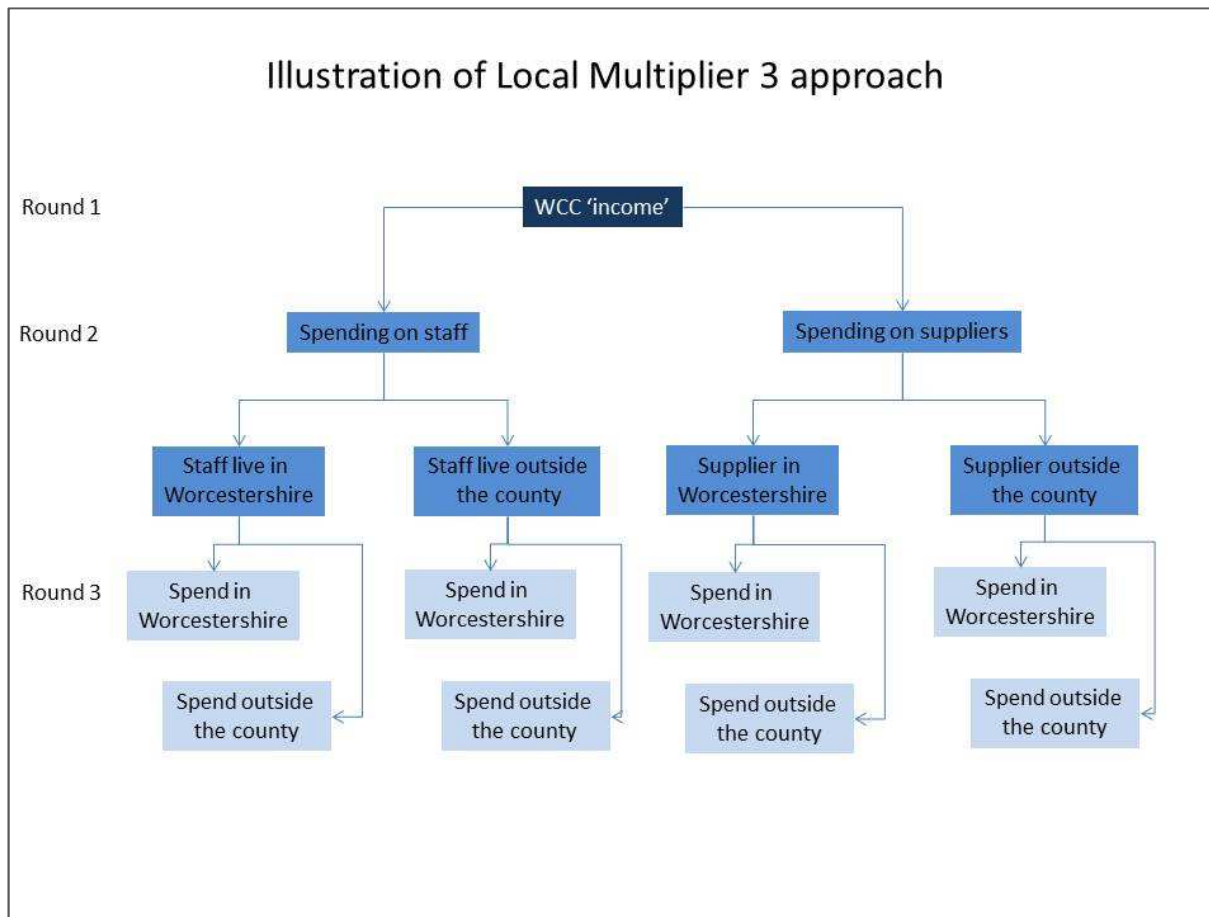 Illustration of Local Multiplier 3 approach
Round 1
WCC ‘income’
Round 2
Spending on staff
Spending on suppliers
Staff live in
Worcestershire
Staff live outside
the county
Supplier in
Worcestershire
Supplier outside
the county
Round 3
Spend in
Worcestershire
Spend in
Worcestershire
Spend in
Worcestershire
Spend in
Worcestershire
Spend outside
the county
Spend outside
the county
Spend outside
the county
Spend outside
the county